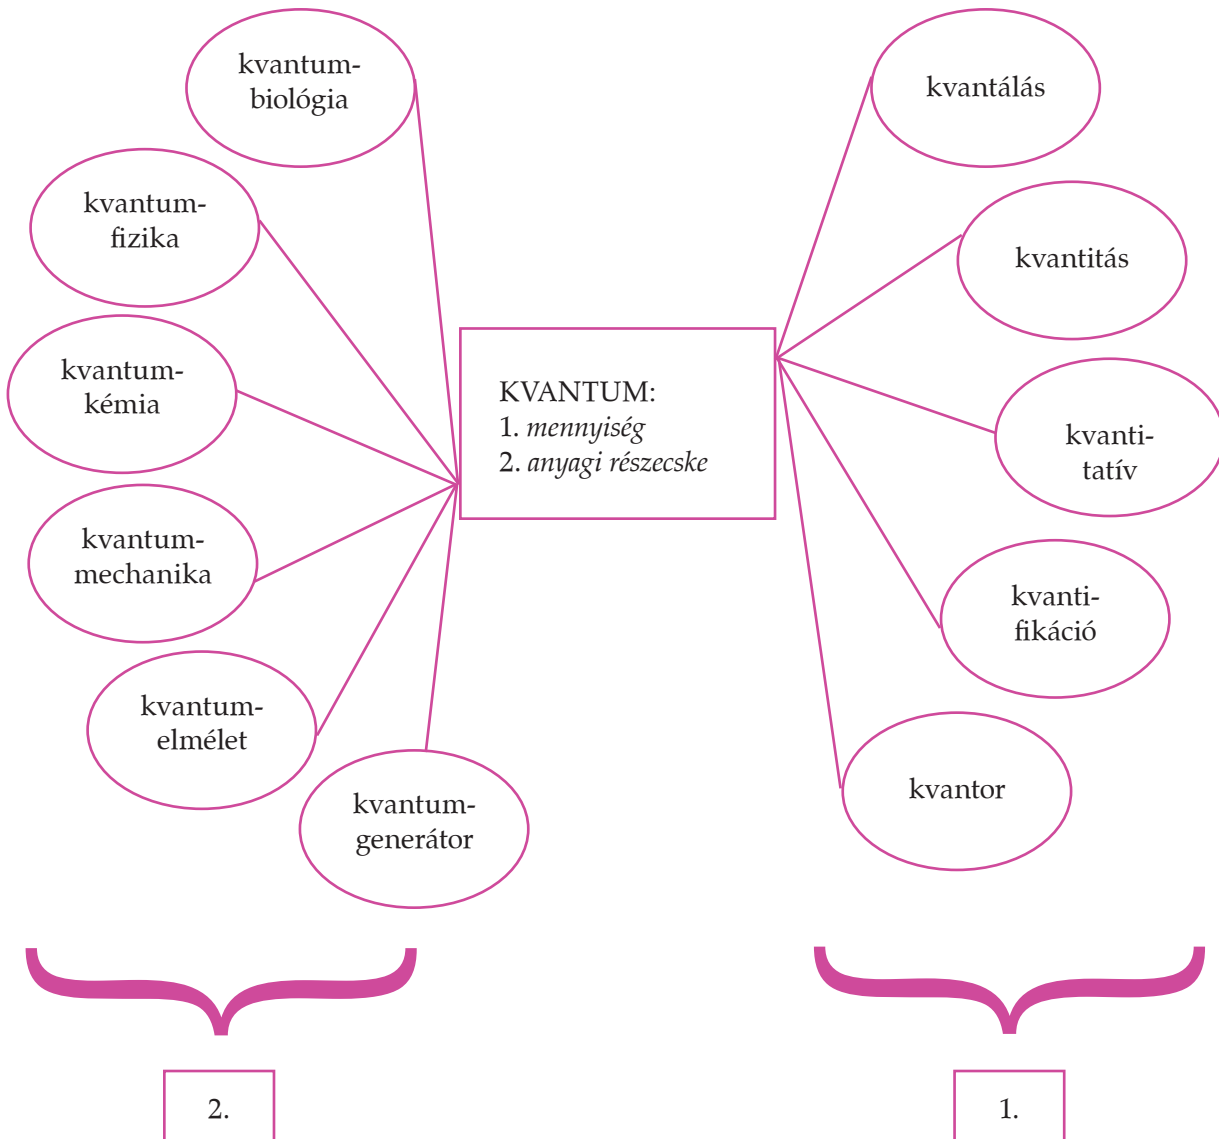 kvantum-
biológia
kvantum-
fizika
kvantum-
kémia
kvantum-
mechanika
kvantum-
elmélet
kvantum-
generátor
KVANTUM:
1. mennyiség
2. anyagi részecske
kvantálás
kvantitás
kvanti-
tatív
kvanti-
fikáció
kvantor
2.
1.